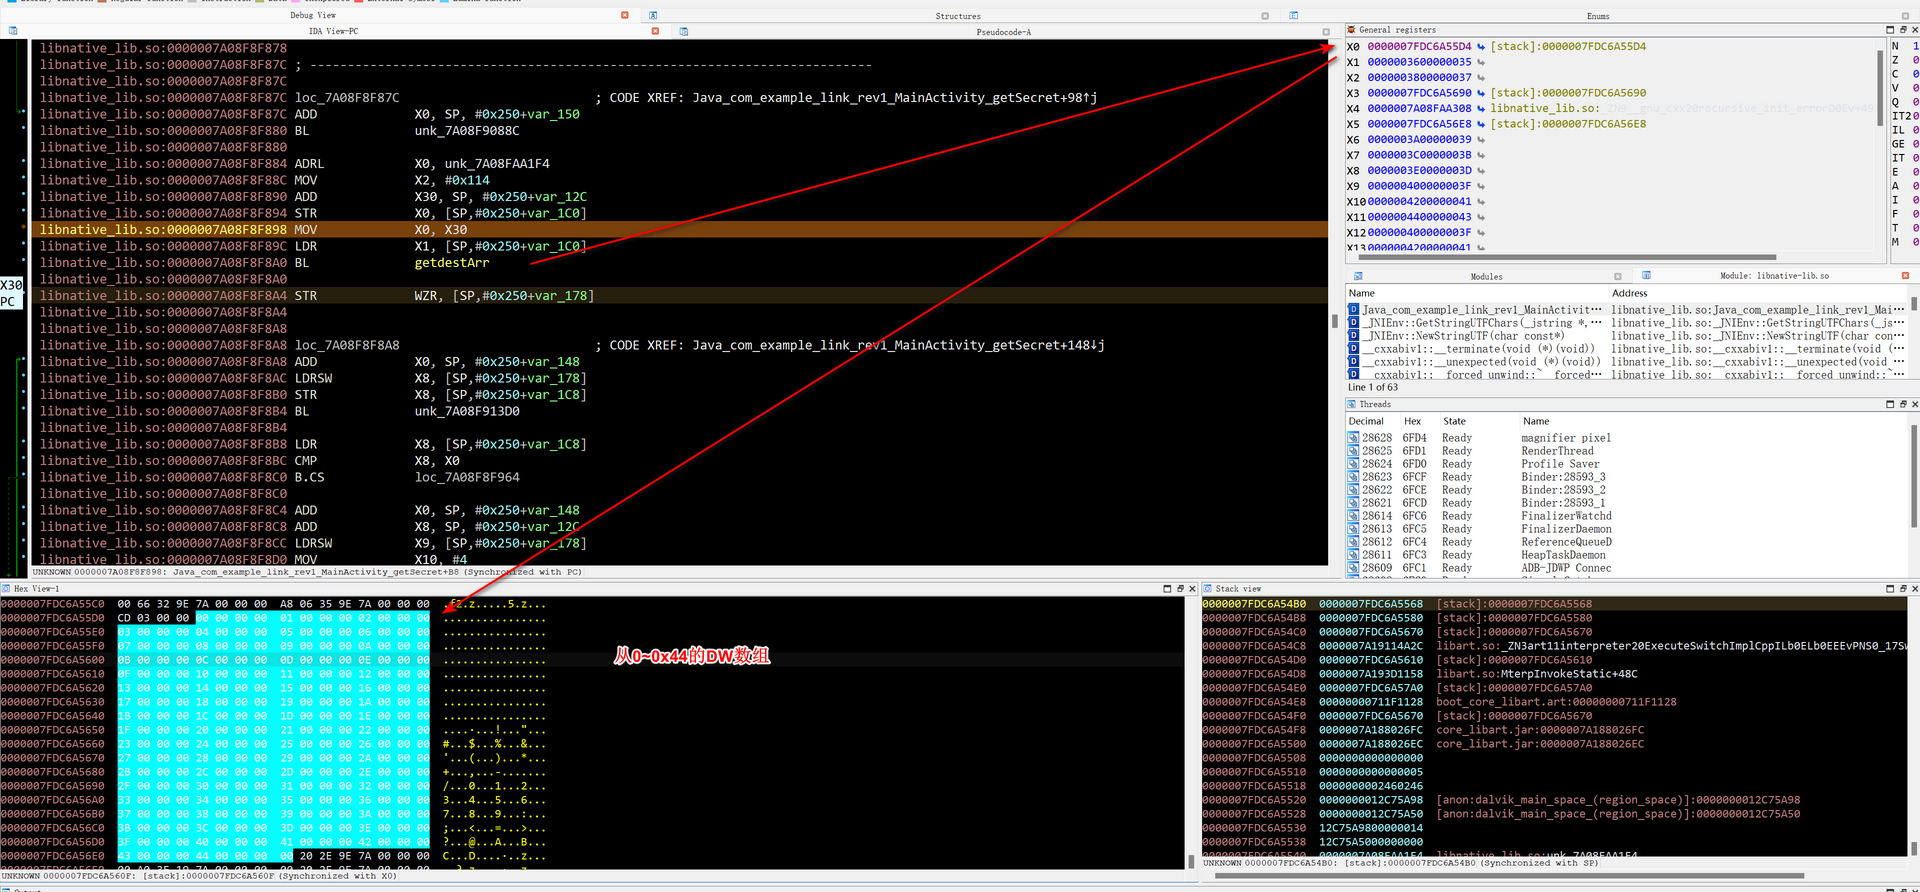 Debug View
Structures
Enums
IDA View-PC
Pseudocode-A
libnative_lib.so:0000007A08F8F878
libnative_lib.so:0000007A08F8F87C ; ---------------------------------------------------------------------------
libnative_lib.so:0000007A08F8F87C
libnative_lib.so:0000007A08F8F87C loc_7A08F8F87C ; CODE XREF: Java_com_example_link_rev1_MainActivity_getSecret+98↑j
libnative_lib.so:0000007A08F8F87C ADD X0, SP, #0x250+var_150
libnative_lib.so:0000007A08F8F880 BL unk_7A08F9088C
libnative_lib.so:0000007A08F8F880
libnative_lib.so:0000007A08F8F884 ADRL X0, unk_7A08FAA1F4
libnative_lib.so:0000007A08F8F88C MOV X2, #0x114
libnative_lib.so:0000007A08F8F890 ADD X30, SP, #0x250+var_12C
libnative_lib.so:0000007A08F8F894 STR X0, [SP,#0x250+var_1C0]
libnative_lib.so:0000007A08F8F898 MOV X0, X30
libnative_lib.so:0000007A08F8F89C LDR X1, [SP,#0x250+var_1C0]
libnative_lib.so:0000007A08F8F8A0 BL getdestArr
libnative_lib.so:0000007A08F8F8A0
X30
PC
libnative_lib.so:0000007A08F8F8A4 STR WZR, [SP,#0x250+var_178]
libnative_lib.so:0000007A08F8F8A4
libnative_lib.so:0000007A08F8F8A8
libnative_lib.so:0000007A08F8F8A8 loc_7A08F8F8A8 ; CODE XREF: Java_com_example_link_rev1_MainActivity_getSecret+148↓j
libnative_lib.so:0000007A08F8F8A8 ADD X0, SP, #0x250+var_148
libnative_lib.so:0000007A08F8F8AC LDRSW X8, [SP,#0x250+var_178]
libnative_lib.so:0000007A08F8F8B0 STR X8, [SP,#0x250+var_1C8]
libnative_lib.so:0000007A08F8F8B4 BL unk_7A08F913D0
libnative_lib.so:0000007A08F8F8B4
libnative_lib.so:0000007A08F8F8B8 LDR X8, [SP,#0x250+var_1C8]
libnative_lib.so:0000007A08F8F8BC CMP X8, X0
libnative_lib.so:0000007A08F8F8C0 B.CS loc_7A08F8F964
libnative_lib.so:0000007A08F8F8C0
libnative_lib.so:0000007A08F8F8C4 ADD X0, SP, #0x250+var_148
libnative_lib.so:0000007A08F8F8C8 ADD X8, SP, #0x250+var_12C
libnative_lib.so:0000007A08F8F8CC LDRSW X9, [SP,#0x250+var_178]
libnative_lib.so:0000007A08F8F8D0 MOV X10, #4
UNKNOWN 0000007A08F8F898: Java_com_example_link_rev1_MainActivity_getSecret+B8 (Synchronized with PC)
General registers
X0 0000007FDC6A55D4 [stack]:0000007FDC6A55D4
X1 0000003600000035
X2 0000003800000037
X3 0000007FDC6A5690 [stack]:0000007FDC6A5690
X4 0000007A08FAA308 libnative_lib.so:
X5 0000007FDC6A56E8 [stack]:0000007FDC6A56E8
X6 0000003A00000039
X7 0000003C0000003B
X8 0000003E0000003D
X9 000000400000003F
X10 0000004200000041
X11 0000004400000043
X12 000000400000003F
X13 0000004200000041
N 1
Z 0
C 0
V 0
Q 0
IT2 0
IL 0
GE 0
IT 0
E 0
A 0
I 0
F 0
T 0
M 0
Modules
Module: libnative-lib.so
Name Address
Java_com_example_link_rev1_MainActivit··· libnative_lib.so:Java_com_example_link_rev1_Mai···
_JNIEnv::GetStringUTFChars(_jstring *,··· libnative_lib.so:_JNIEnv::GetStringUTFChars(_js···
_JNIEnv::NewStringUTF(char const*) libnative_lib.so:_JNIEnv::NewStringUTF(char con···
__cxxabiv1::__terminate(void (*)(void)) libnative_lib.so:__cxxabiv1::__terminate(void (···
__cxxabiv1::__unexpected(void (*)(void)) libnative_lib.so:__cxxabiv1::__unexpected(void ···
Line 1 of 63
Threads
Decimal Hex State Name
28628 6FD4 Ready magnifier pixel
28625 6FD1 Ready RenderThread
28624 6FD0 Ready Profile Saver
28623 6FCF Ready Binder:28593_3
28622 6FCE Ready Binder:28593_2
28621 6FCD Ready Binder:28593_1
28614 6FC6 Ready FinalizerWatchd
28613 6FC5 Ready FinalizerDaemon
28612 6FC4 Ready ReferenceQueueD
28611 6FC3 Ready HeapTaskDaemon
28609 6FC1 Ready ADB-JDWP Connec
Hex View-1
0000007FDC6A55C0 00 66 32 9E 7A 00 00 00 A8 06 35 9E 7A 00 00 00 .f2.z.....5.z...
0000007FDC6A55D0 CD 03 00 00 00 00 00 00 01 00 00 00 02 00 00 00 ................
0000007FDC6A55E0 03 00 00 00 04 00 00 00 05 00 00 00 06 00 00 00 ................
0000007FDC6A55F0 07 00 00 00 08 00 00 00 09 00 00 00 0A 00 00 00 ................
0000007FDC6A5600 0B 00 00 00 0C 00 00 00 0D 00 00 00 0E 00 00 00 ................
0000007FDC6A5610 0F 00 00 00 10 00 00 00 11 00 00 00 12 00 00 00 ................
0000007FDC6A5620 13 00 00 00 14 00 00 00 15 00 00 00 16 00 00 00 ................
0000007FDC6A5630 17 00 00 00 18 00 00 00 19 00 00 00 1A 00 00 00 ................
0000007FDC6A5640 1B 00 00 00 1C 00 00 00 1D 00 00 00 1E 00 00 00 ................
0000007FDC6A5650 1F 00 00 00 20 00 00 00 21 00 00 00 22 00 00 00 ........!..."...
0000007FDC6A5660 23 00 00 00 24 00 00 00 25 00 00 00 26 00 00 00 #...$...%...&...
0000007FDC6A5670 27 00 00 00 28 00 00 00 29 00 00 00 2A 00 00 00 '...(...)...*...
0000007FDC6A5680 2B 00 00 00 2C 00 00 00 2D 00 00 00 2E 00 00 00 +...,...-.......
0000007FDC6A5690 2F 00 00 00 30 00 00 00 31 00 00 00 32 00 00 00 /...0...1...2...
0000007FDC6A56A0 33 00 00 00 34 00 00 00 35 00 00 00 36 00 00 00 3...4...5...6...
0000007FDC6A56B0 37 00 00 00 38 00 00 00 39 00 00 00 3A 00 00 00 7...8...9...:...
0000007FDC6A56C0 3B 00 00 00 3C 00 00 00 3D 00 00 00 3E 00 00 00 ;...<...=...>...
0000007FDC6A56D0 3F 00 00 00 40 00 00 00 41 00 00 00 42 00 00 00 ?...@...A...B...
0000007FDC6A56E0 43 00 00 00 44 00 00 00 00 20 2E 9E 7A 00 00 00 C...D.... ..z...
从0~0x44的DW数组
UNKNOWN 0000007FDC6A560F: [stack]:0000007FDC6A560F (Synchronized with X0)
Stack view
0000007FDC6A54B0 0000007FDC6A5568 [stack]:0000007FDC6A5568
0000007FDC6A54B8 0000007FDC6A5580 [stack]:0000007FDC6A5580
0000007FDC6A54C0 0000007FDC6A5670 [stack]:0000007FDC6A5670
0000007FDC6A54C8 0000007A19114A2C libart.so:_ZN3art11interpreter20ExecuteSwitchImplCppILb0ELb0EEEvPNS0_17SW
0000007FDC6A54D0 0000007FDC6A5610 [stack]:0000007FDC6A5610
0000007FDC6A54D8 0000007A193D1158 libart.so:MterpInvokeStatic+48C
0000007FDC6A54E0 0000007FDC6A57A0 [stack]:0000007FDC6A57A0
0000007FDC6A54E8 00000000711F1128 boot_core_libart.art:00000000711F1128
0000007FDC6A54F0 0000007FDC6A5670 [stack]:0000007FDC6A5670
0000007FDC6A54F8 0000007A188026FC core_libart.jar:0000007A188026FC
0000007FDC6A5500 0000007A188026EC core_libart.jar:0000007A188026EC
0000007FDC6A5508 0000000000000000
0000007FDC6A5510 0000000000000005
0000007FDC6A5518 0000000002460246
0000007FDC6A5520 0000000012C75A98 [anon:dalvik_main_space_(region_space)]:0000000012C75A98
0000007FDC6A5528 0000000012C75A50 [anon:dalvik_main_space_(region_space)]:0000000012C75A50
0000007FDC6A5530 12C75A9800000014
0000007FDC6A5538 12C75A5000000000
UNKNOWN 0000007FDC6A54B0: [stack]:0000007FDC6A54B0 (Synchronized with SP)